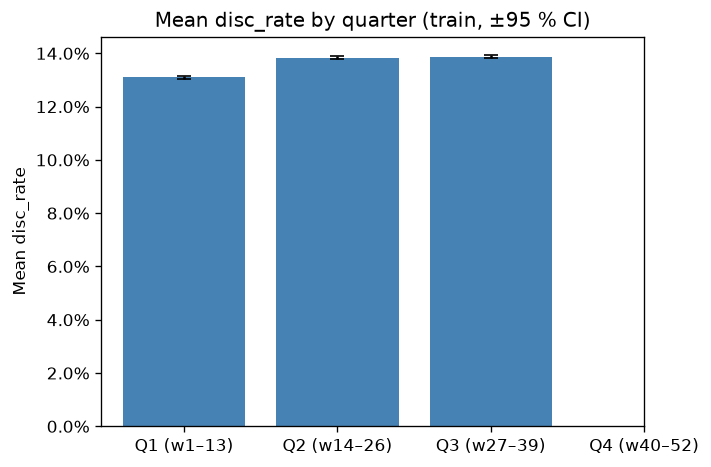 Mean disc_rate by quarter (train, ±95 % CI)
Mean disc_rate
14.0%
12.0%
10.0%
8.0%
6.0%
4.0%
2.0%
0.0%
Q1 (w1–13) Q2 (w14–26) Q3 (w27–39) Q4 (w40–52)